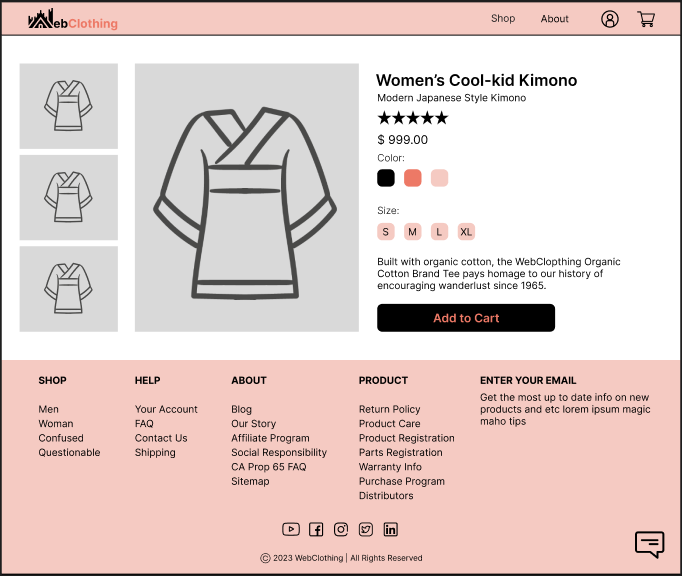 WebClothing
Shop
About
Women's Cool-kid Kimono
Modern Japanese Style Kimono
$ 999.00
Color:
Size:
S M L XL
Built with organic cotton, the WebClopthing Organic
Cotton Brand Tee pays homage to our history of
encouraging wanderlust since 1965.
Add to Cart
SHOP
Men
Woman
Confused
Questionable
HELP
Your Account
FAQ
Contact Us
Shipping
ABOUT
Blog
Our Story
Affiliate Program
Social Responsibility
CA Prop 65 FAQ
Sitemap
PRODUCT
Return Policy
Product Care
Product Registration
Parts Registration
Warranty Info
Purchase Program
Distributors
ENTER YOUR EMAIL
Get the most up to date info on new
products and etc lorem ipsum magic
maho tips
© 2023 WebClothing | All Rights Reserved